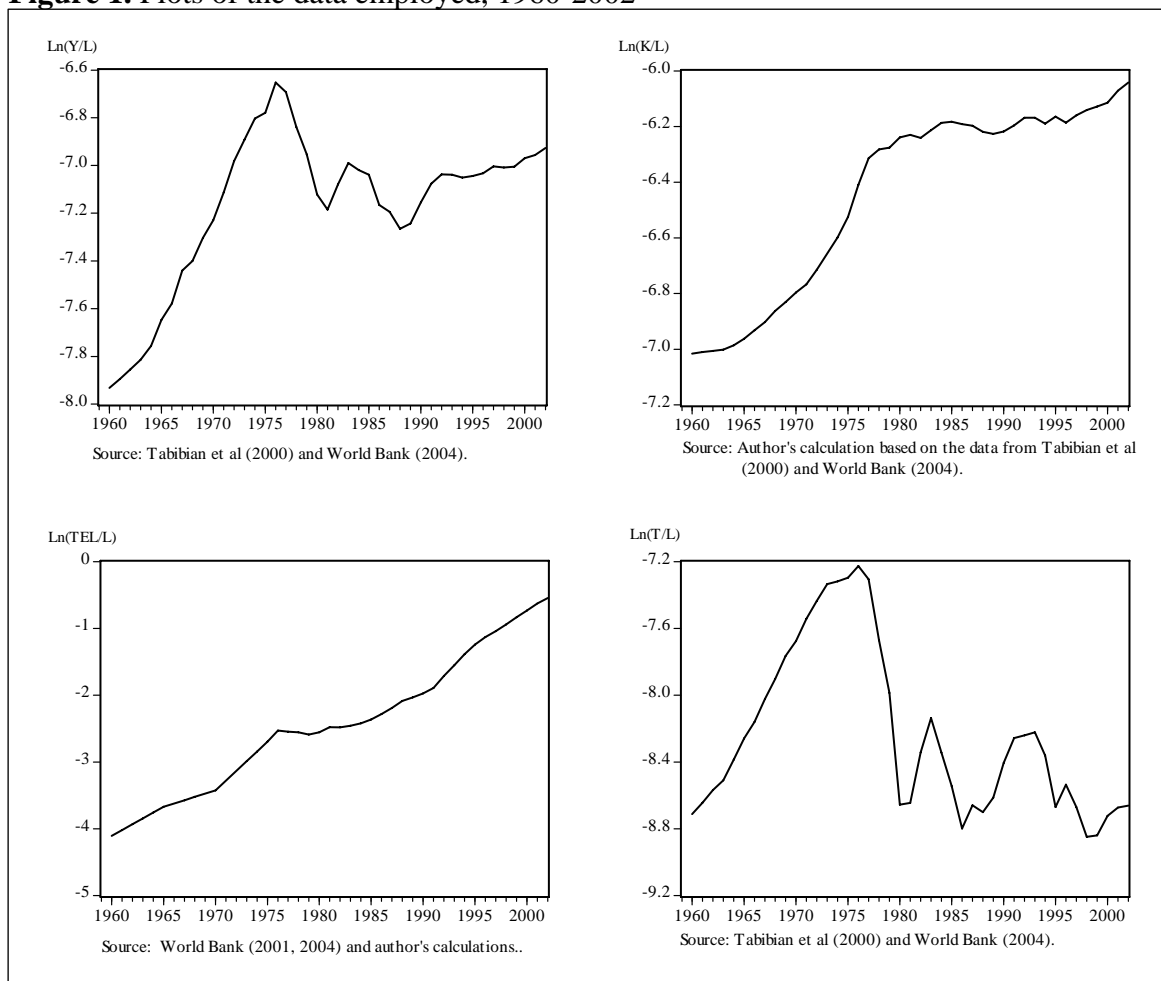 Figure 1. Plots of the data employed, 1960-2002
Ln(Y/L)
-6.6
-6.8
-7.0
-7.2
-7.4
-7.6
-7.8
-8.0
1960 1965 1970 1975 1980 1985 1990 1995 2000
Source: Tabibian et al (2000) and World Bank (2004).
Ln(K/L)
-6.0
-6.2
-6.4
-6.6
-6.8
-7.0
-7.2
1960 1965 1970 1975 1980 1985 1990 1995 2000
Source: Author's calculation based on the data from Tabibian et al
(2000) and World Bank (2004).
Ln(TEL/L)
0
-1
-2
-3
-4
-5
1960 1965 1970 1975 1980 1985 1990 1995 2000
Source: World Bank (2001, 2004) and author's calculations..
Ln(T/L)
-7.2
-7.6
-8.0
-8.4
-8.8
-9.2
1960 1965 1970 1975 1980 1985 1990 1995 2000
Source: Tabibian et al (2000) and World Bank (2004).